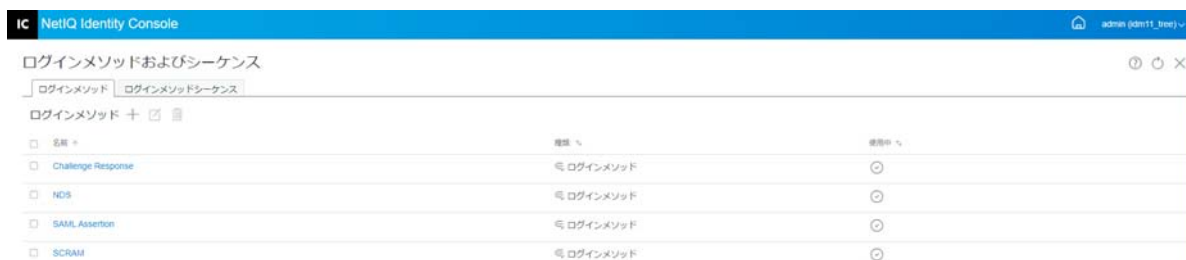 IC NetIQ Identity Console admin (idm11_tree)
ログインメソッドおよびシーケンス
ログインメソッド ログインメソッドシーケンス
ログインメソッド
名前 種類 使用中
Challenge Response ログインメソッド
NDS ログインメソッド
SAML Assertion ログインメソッド
SCRAM ログインメソッド